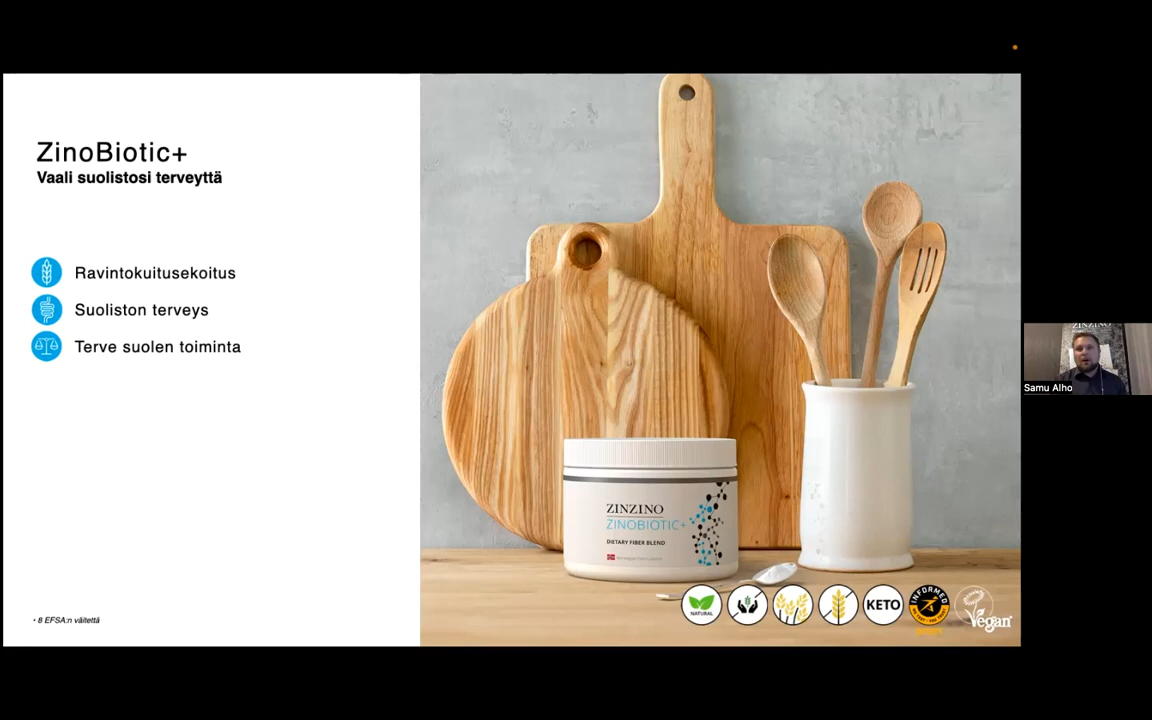 ZinoBiotic+
Vaali suolistosi terveyttä
Ravintokuitusekoitus
Suoliston terveys
Terve suolen toiminta
• 8 EFSA:n väitettä
ZINZINO
ZINOBIOTIC+
DIETARY FIBER BLEND
NATURAL
KETO
INFORMED
Vegan
ZINZINO
Samu Alho